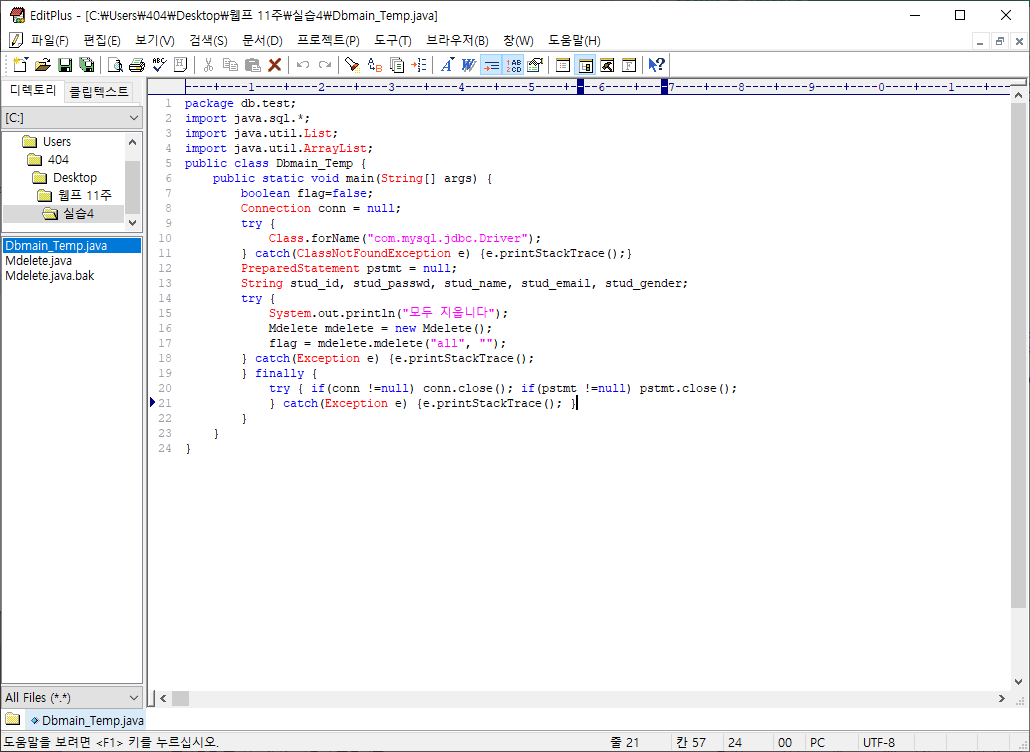 EditPlus - [C:₩Users₩404₩Desktop₩웹프 11주₩실습4₩Dbmain_Temp.java]
파일(F) 편집(E) 보기(V) 검색(S) 문서(D) 프로젝트(P) 도구(T) 브라우저(B) 창(W) 도움말(H)
디렉토리 클립텍스트
----+----1----+----2----+----3----+----4----+----5----+----6----+----7----+----8----+----9----+----0----+----1----+--
[C:]
Users
404
Desktop
웹프 11주
실습4
Dbmain_Temp.java
Mdelete.java
Mdelete.java.bak
1 package db.test;
2 import java.sql.*;
3 import java.util.List;
4 import java.util.ArrayList;
5 public class Dbmain_Temp {
6 public static void main(String[] args) {
7 boolean flag=false;
8 Connection conn = null;
9 try {
10 Class.forName("com.mysql.jdbc.Driver");
11 } catch(ClassNotFoundException e) {e.printStackTrace();}
12 PreparedStatement pstmt = null;
13 String stud_id, stud_passwd, stud_name, stud_email, stud_gender;
14 try {
15 System.out.println("모두 지웁니다");
16 Mdelete mdelete = new Mdelete();
17 flag = mdelete.mdelete("all", "");
18 } catch(Exception e) {e.printStackTrace();
19 } finally {
20 try { if(conn !=null) conn.close(); if(pstmt !=null) pstmt.close();
21 } catch(Exception e) {e.printStackTrace(); }
22 }
23 }
24 }
All Files (*.*)
Dbmain_Temp.java
도움말을 보려면 <F1> 키를 누르십시오. 줄 21 칸 57 24 00 PC UTF-8